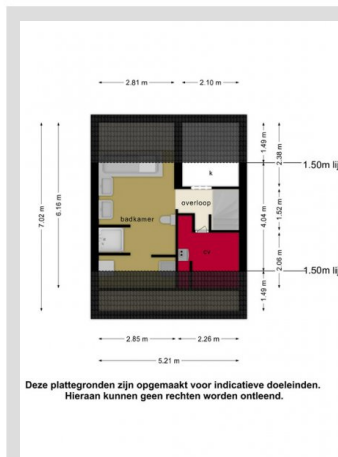 2.81 m
2.10 m
1.49 m
2.38 m
1.50m lij
k
7.02 m
6.16 m
overloop
badkamer
4.04 m
1.52 m
cv
2.06 m
1.50m lij
1.49 m
2.85 m
2.26 m
5.21 m
Deze plattegronden zijn opgemaakt voor indicatieve doeleinden.
Hieraan kunnen geen rechten worden ontleend.